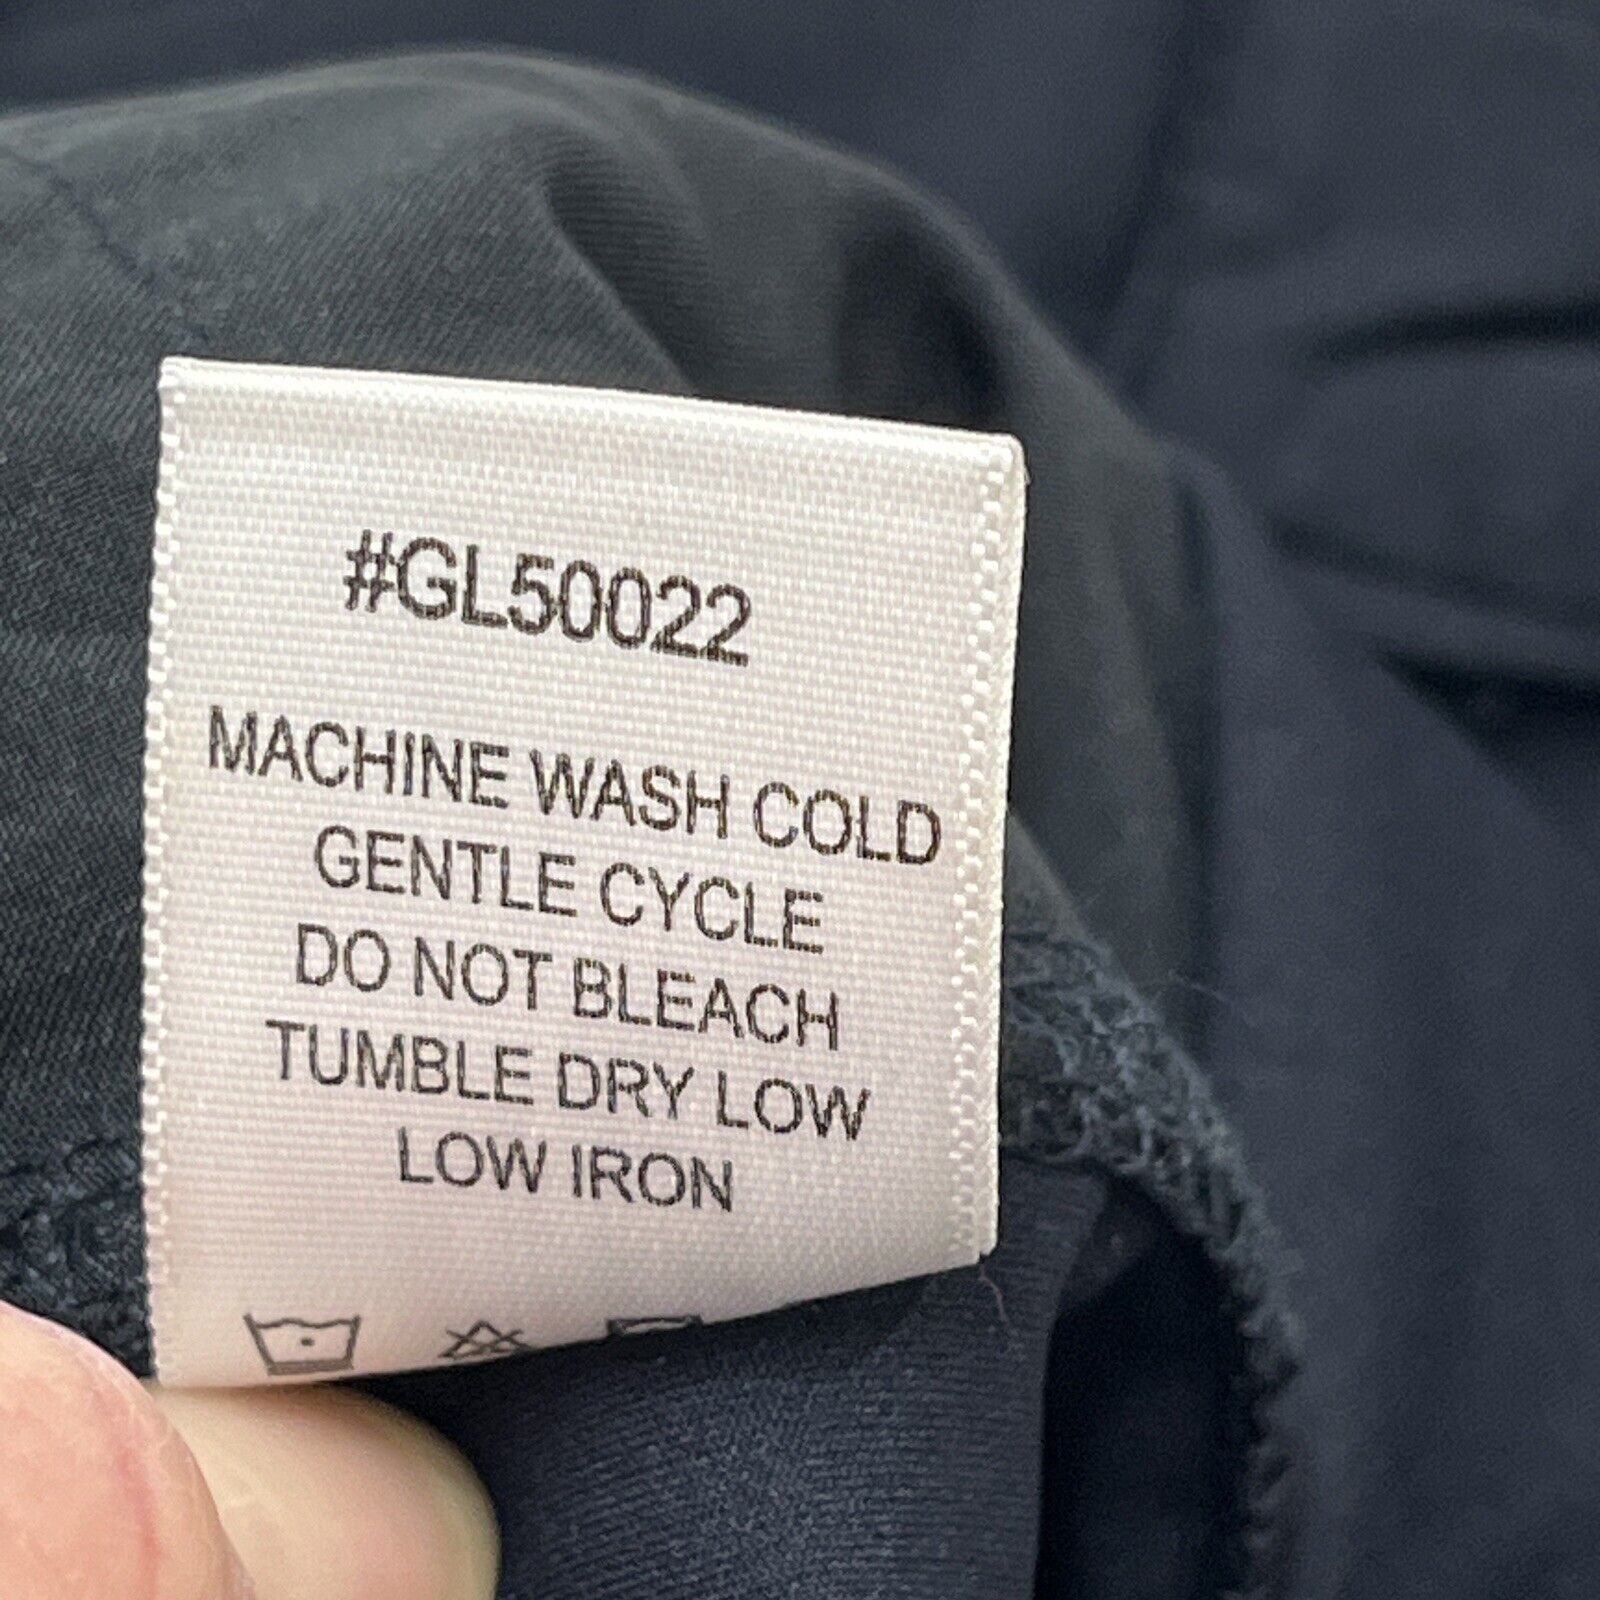 #GL50022
MACHINE WASH COLD
GENTLE CYCLE
DO NOT BLEACH
TUMBLE DRY LOW
LOW IRON